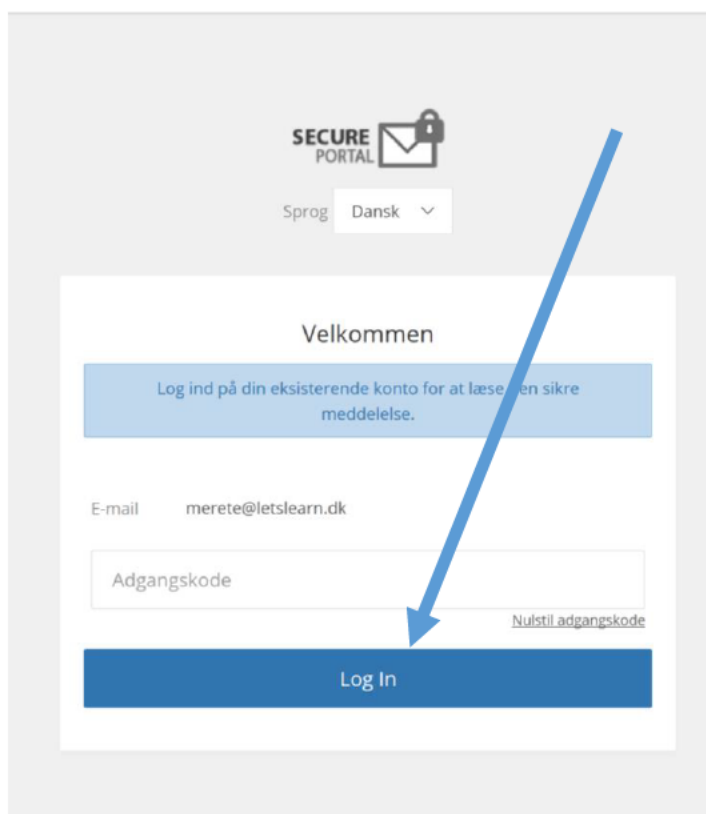 SECURE
PORTAL
Sprog Dansk
Velkommen
Log ind på din eksisterende konto for at læse en sikre
meddelelse.
E-mail merete@letslearn.dk
Adgangskode
Nulstil adgangskode
Log In